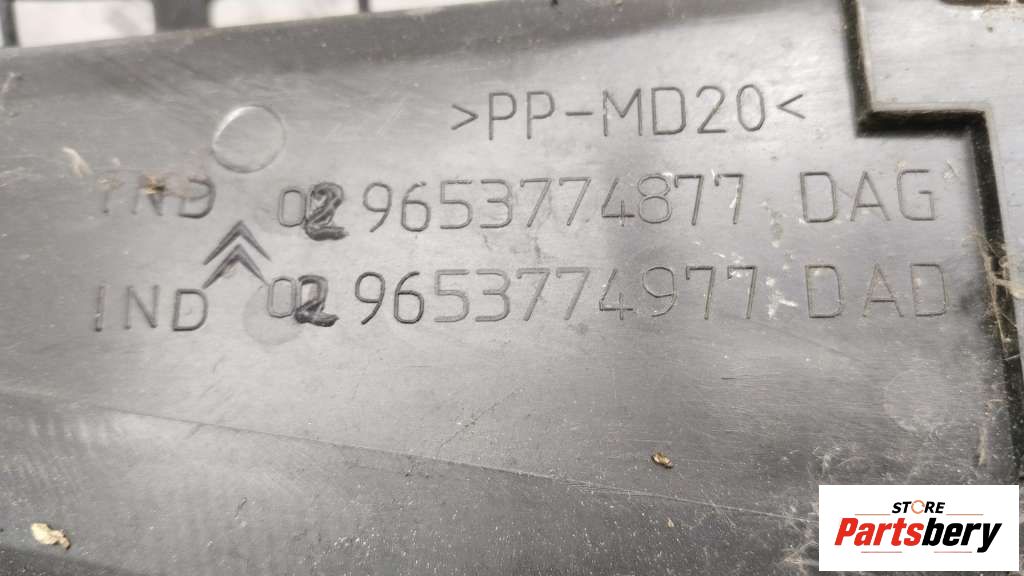 >PP-MD20<
IND 02 9653774877 DAG
IND 02 9653774977 DAD
STORE
Partsbery